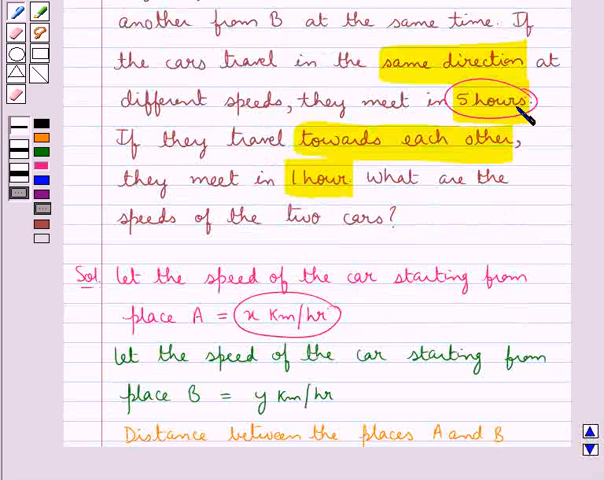 another from B at the same time. If
the cars travel in the same direction at
different speeds, they meet in 5 hours.
If they travel towards each other,
they meet in 1 hour. What are the
speeds of the two cars?
Sol. let the speed of the car starting from
place A = x Km/hr
let the speed of the car starting from
place B = y Km/hr
Distance between the places A and B